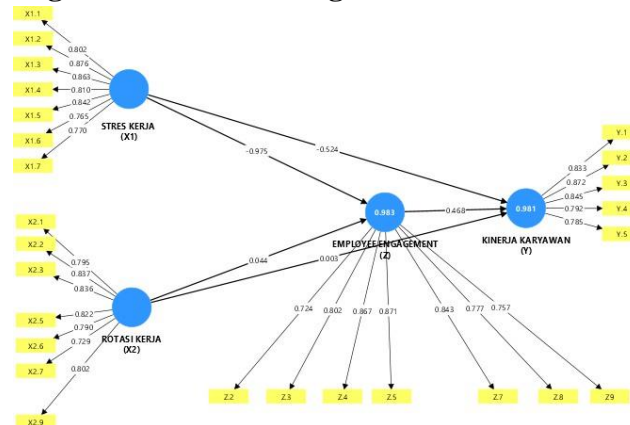 X1.1
X1.2
X1.3
X1.4
X1.5
X1.6
X1.7
0.802
0.876
0.863
0.810
0.842
0.765
0.770
STRES KERJA
(X1)
-0.975
-0.524
Y.1
Y.2
Y.3
Y.4
Y.5
0.833
0.872
0.845
0.792
0.785
0.983
0.468
0.981
EMPLOYEE ENGAGEMENT
(Z)
KINERJA KARYAWAN
(Y)
X2.1
X2.2
X2.3
X2.5
X2.6
X2.7
X2.9
0.795
0.837
0.836
0.822
0.790
0.729
0.802
ROTASI KERJA
(X2)
0.044
0.003
0.724
0.802
0.867
0.871
0.843
0.777
0.757
Z.2
Z.3
Z.4
Z.5
Z.7
Z.8
Z9